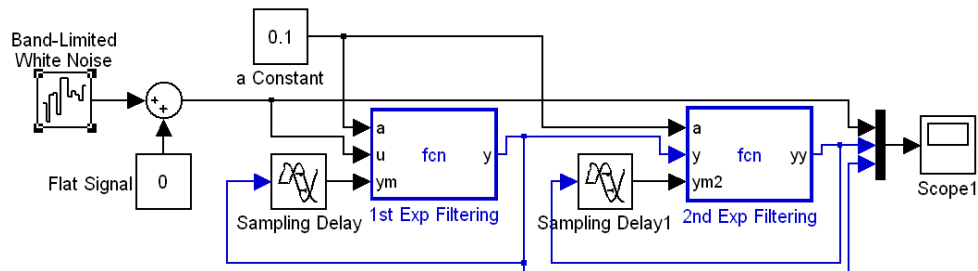 Band-Limited
White Noise
0.1
a Constant
+
+
Flat Signal
0
a
u
ym
fcn
y
Sampling Delay
1st Exp Filtering
a
y
ym2
fcn
yy
Sampling Delay1
2nd Exp Filtering
Scope1